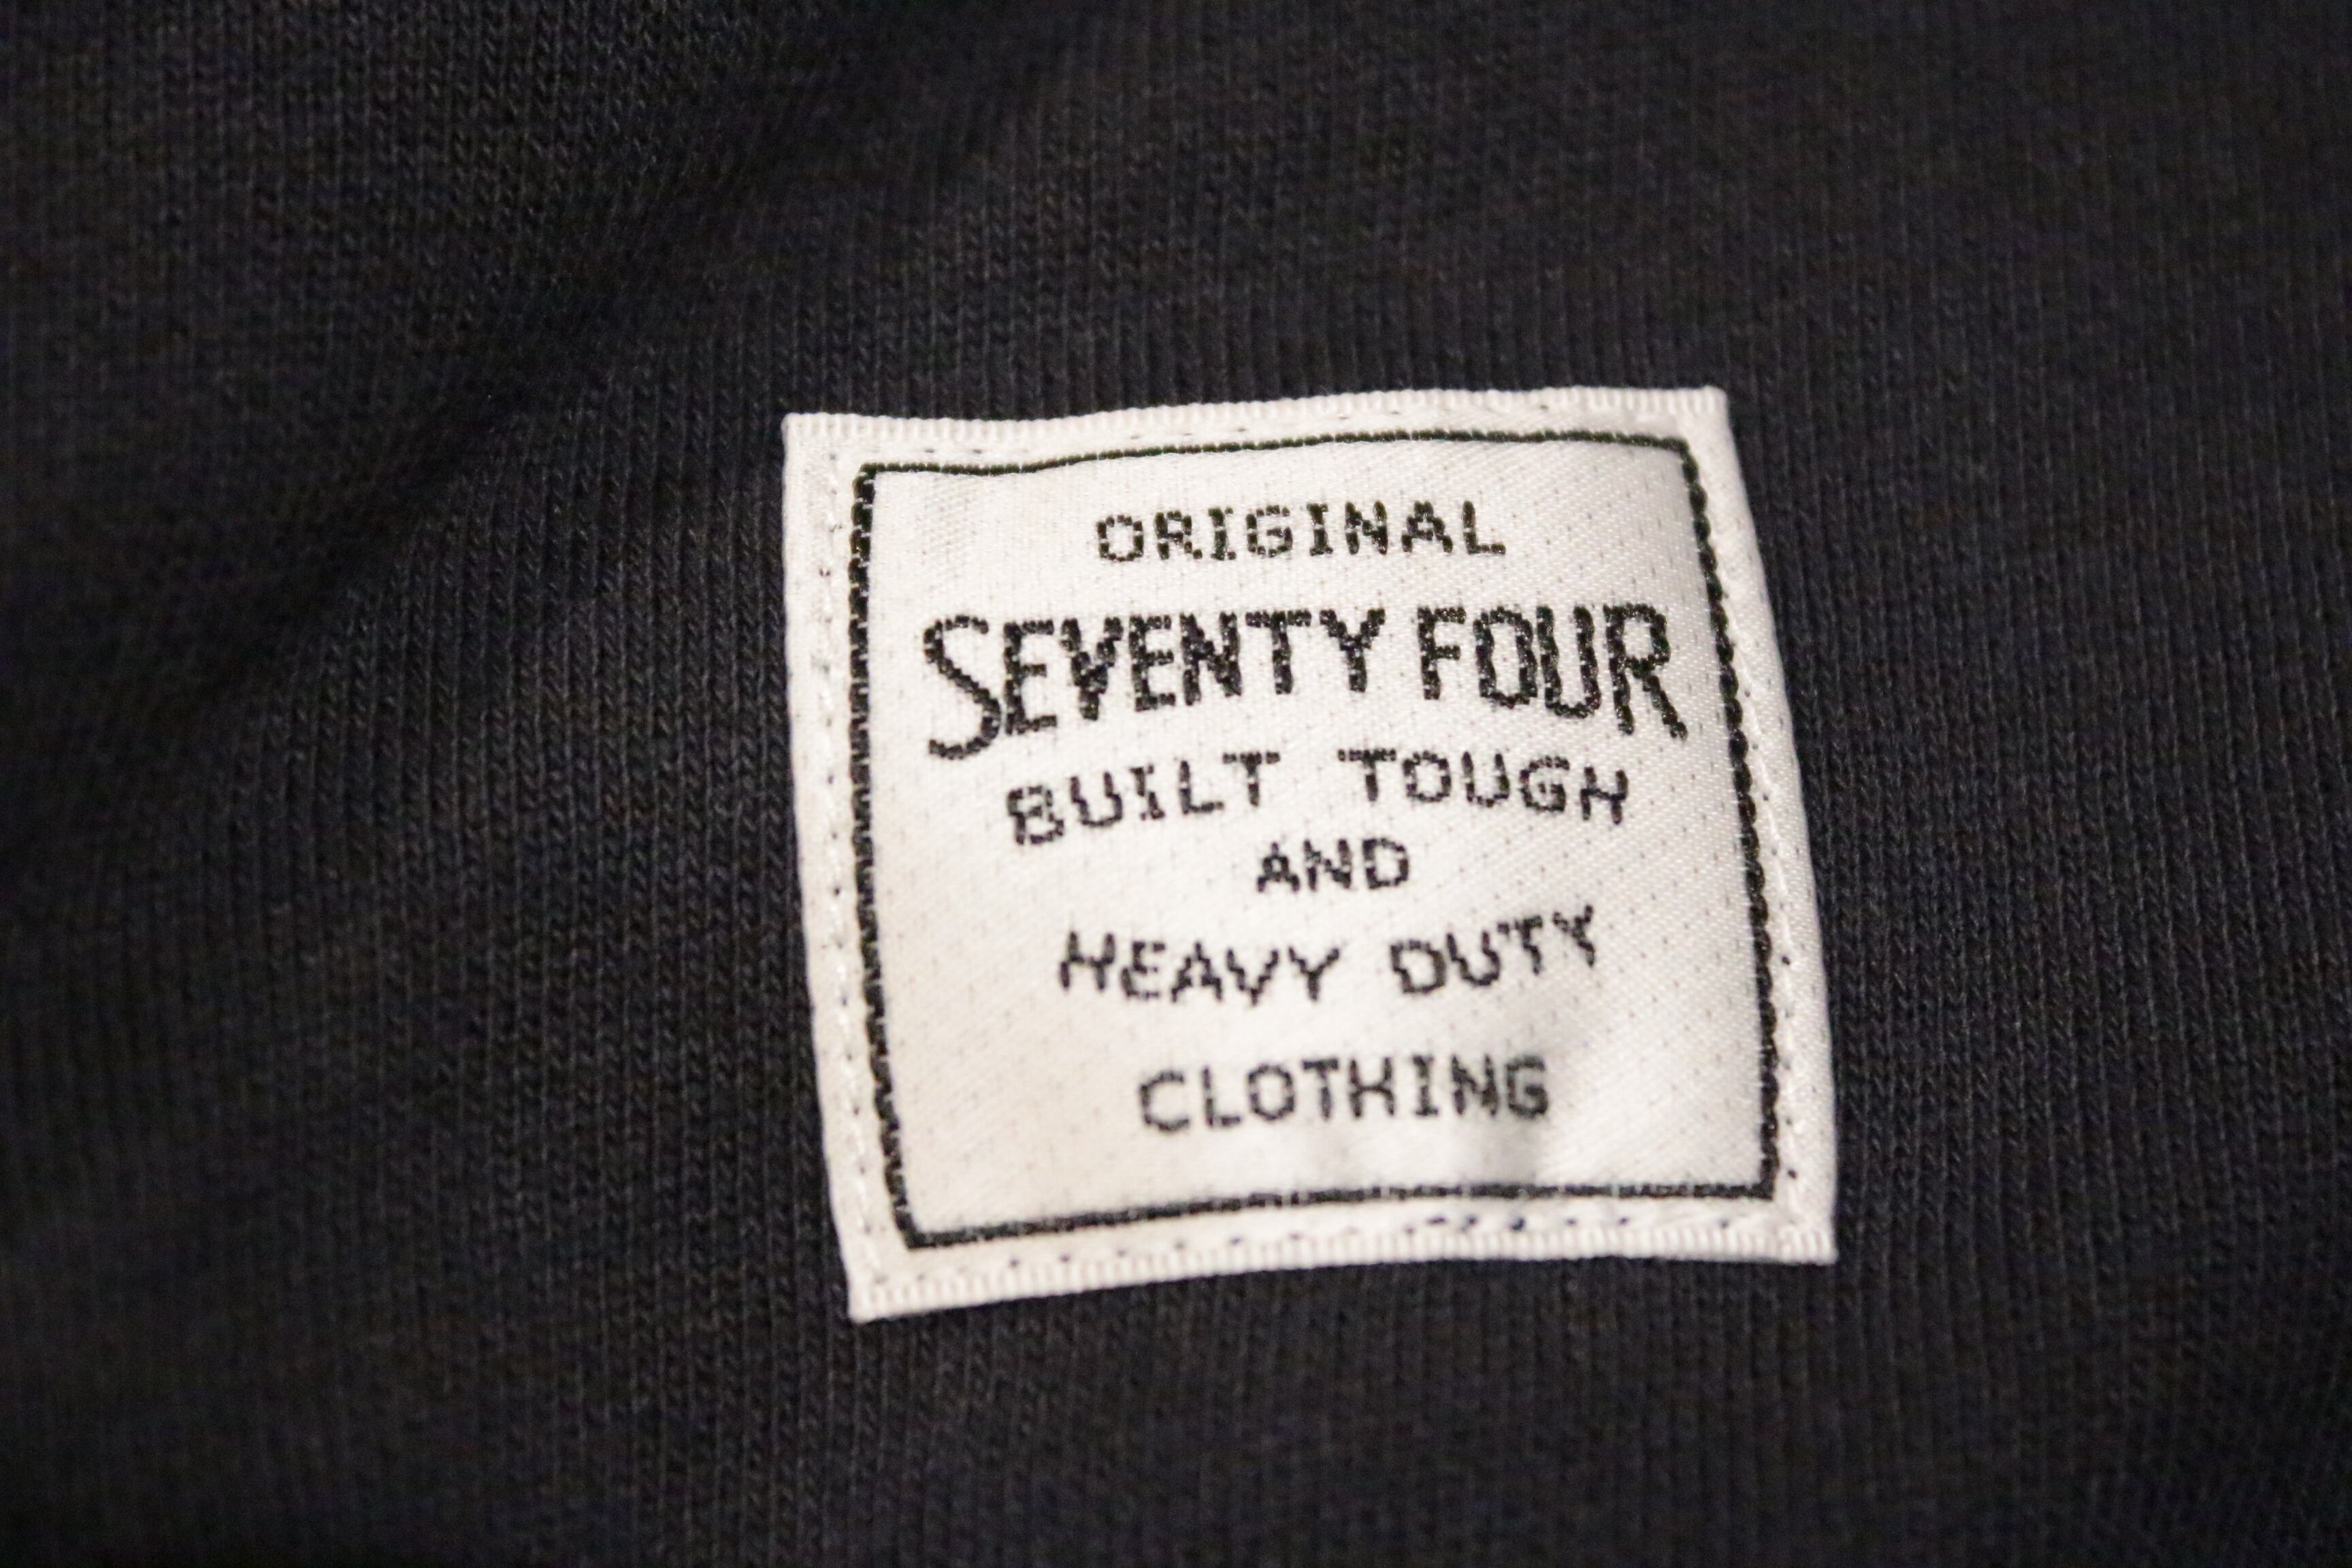 ORIGINAL
SEVENTY FOUR
BUILT TOUGH
AND
HEAVY DUTY
CLOTHING